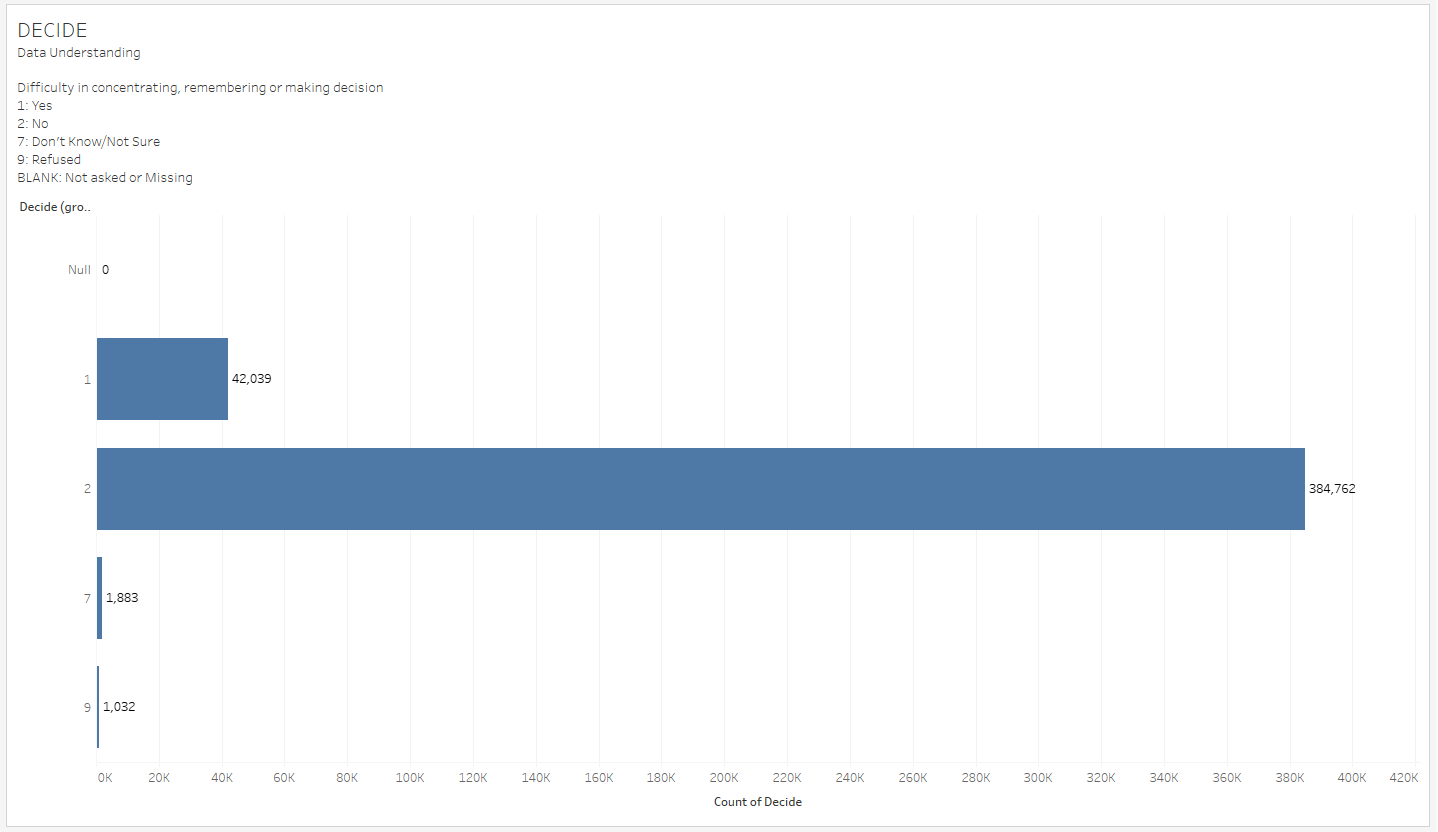 DECIDE
Data Understanding
Difficulty in concentrating, remembering or making decision
1: Yes
2: No
7: Don't Know/Not Sure
9: Refused
BLANK: Not asked or Missing
Decide (gro..
Null 0
1 42,039
2 384,762
7 1,883
9 1,032
0K 20K 40K 60K 80K 100K 120K 140K 160K 180K 200K 220K 240K 260K 280K 300K 320K 340K 360K 380K 400K 420K
Count of Decide